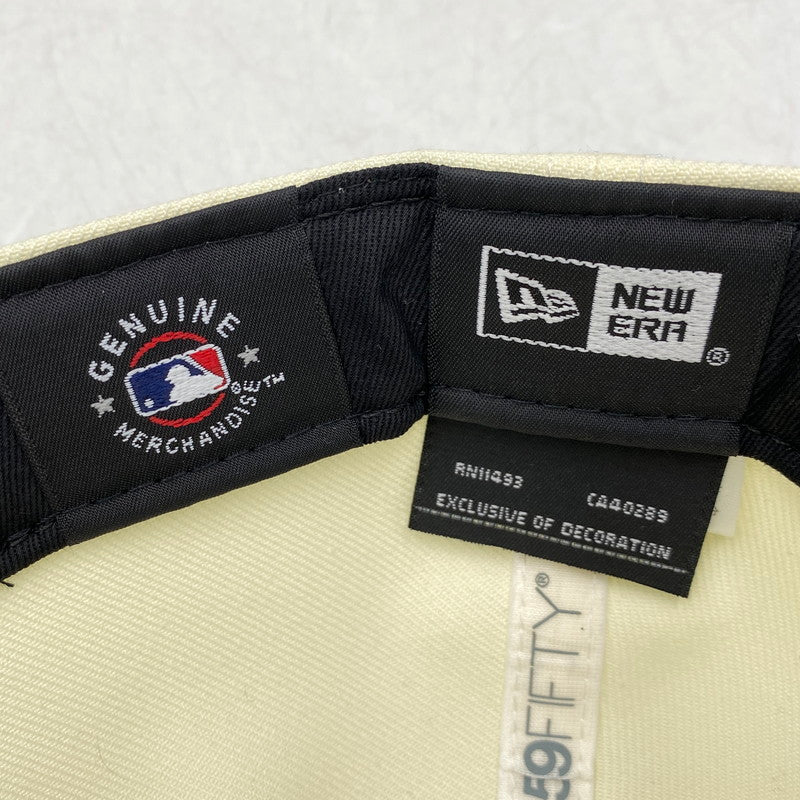 GENUINE
MERCHANDISE™
®
NEW
ERA
®
RN11493 CA40389
EXCLUSIVE OF DECORATION
59FIFTY®